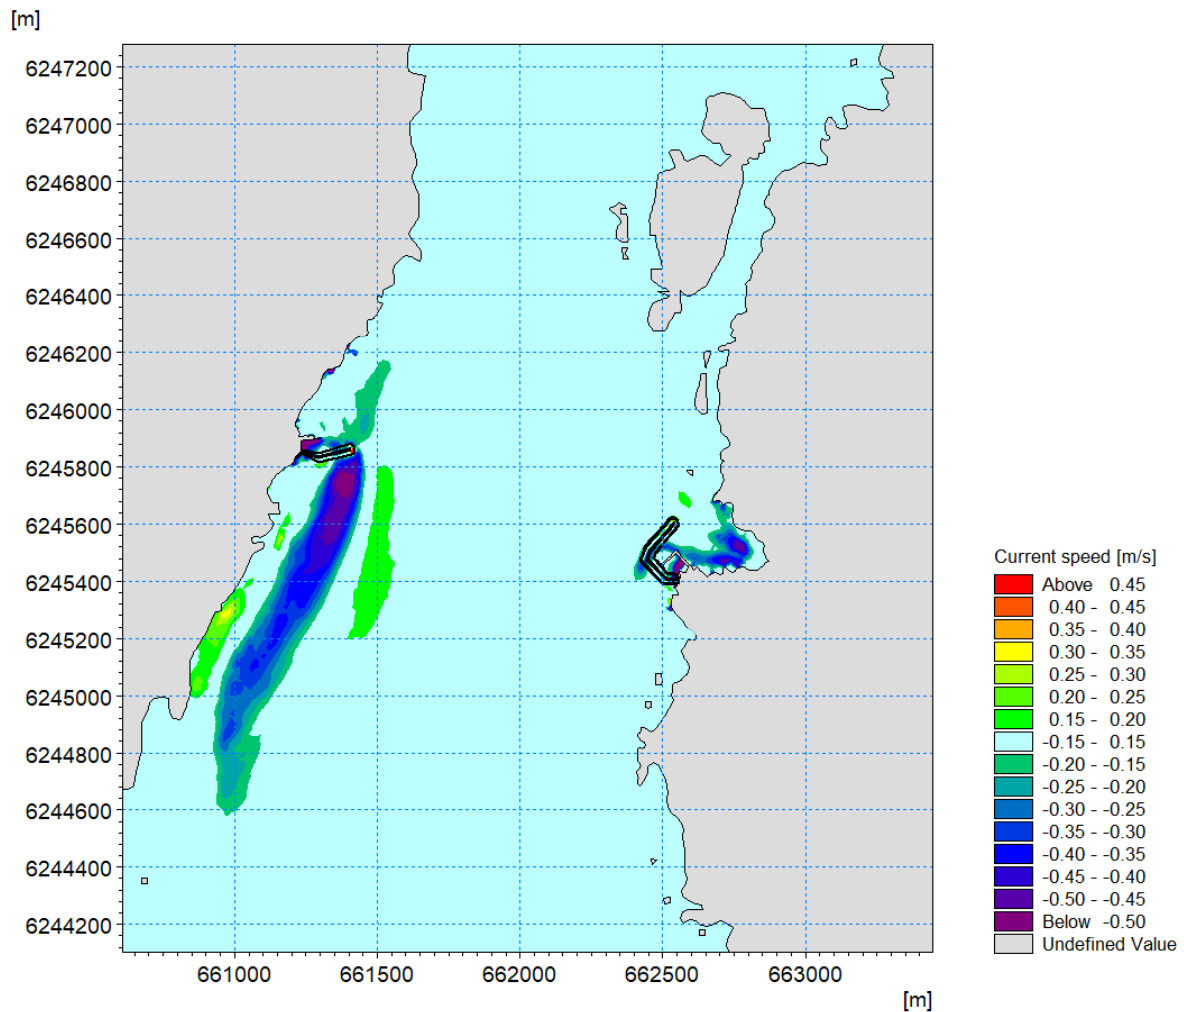 [m]
6247200
6247000
6246800
6246600
6246400
6246200
6246000
6245800
6245600
6245400
6245200
6245000
6244800
6244600
6244400
6244200
661000 661500 662000 662500 663000
[m]
Current speed [m/s]
Above 0.45
0.40 - 0.45
0.35 - 0.40
0.30 - 0.35
0.25 - 0.30
0.20 - 0.25
0.15 - 0.20
-0.15 - 0.15
-0.20 - -0.15
-0.25 - -0.20
-0.30 - -0.25
-0.35 - -0.30
-0.40 - -0.35
-0.45 - -0.40
-0.50 - -0.45
Below -0.50
Undefined Value